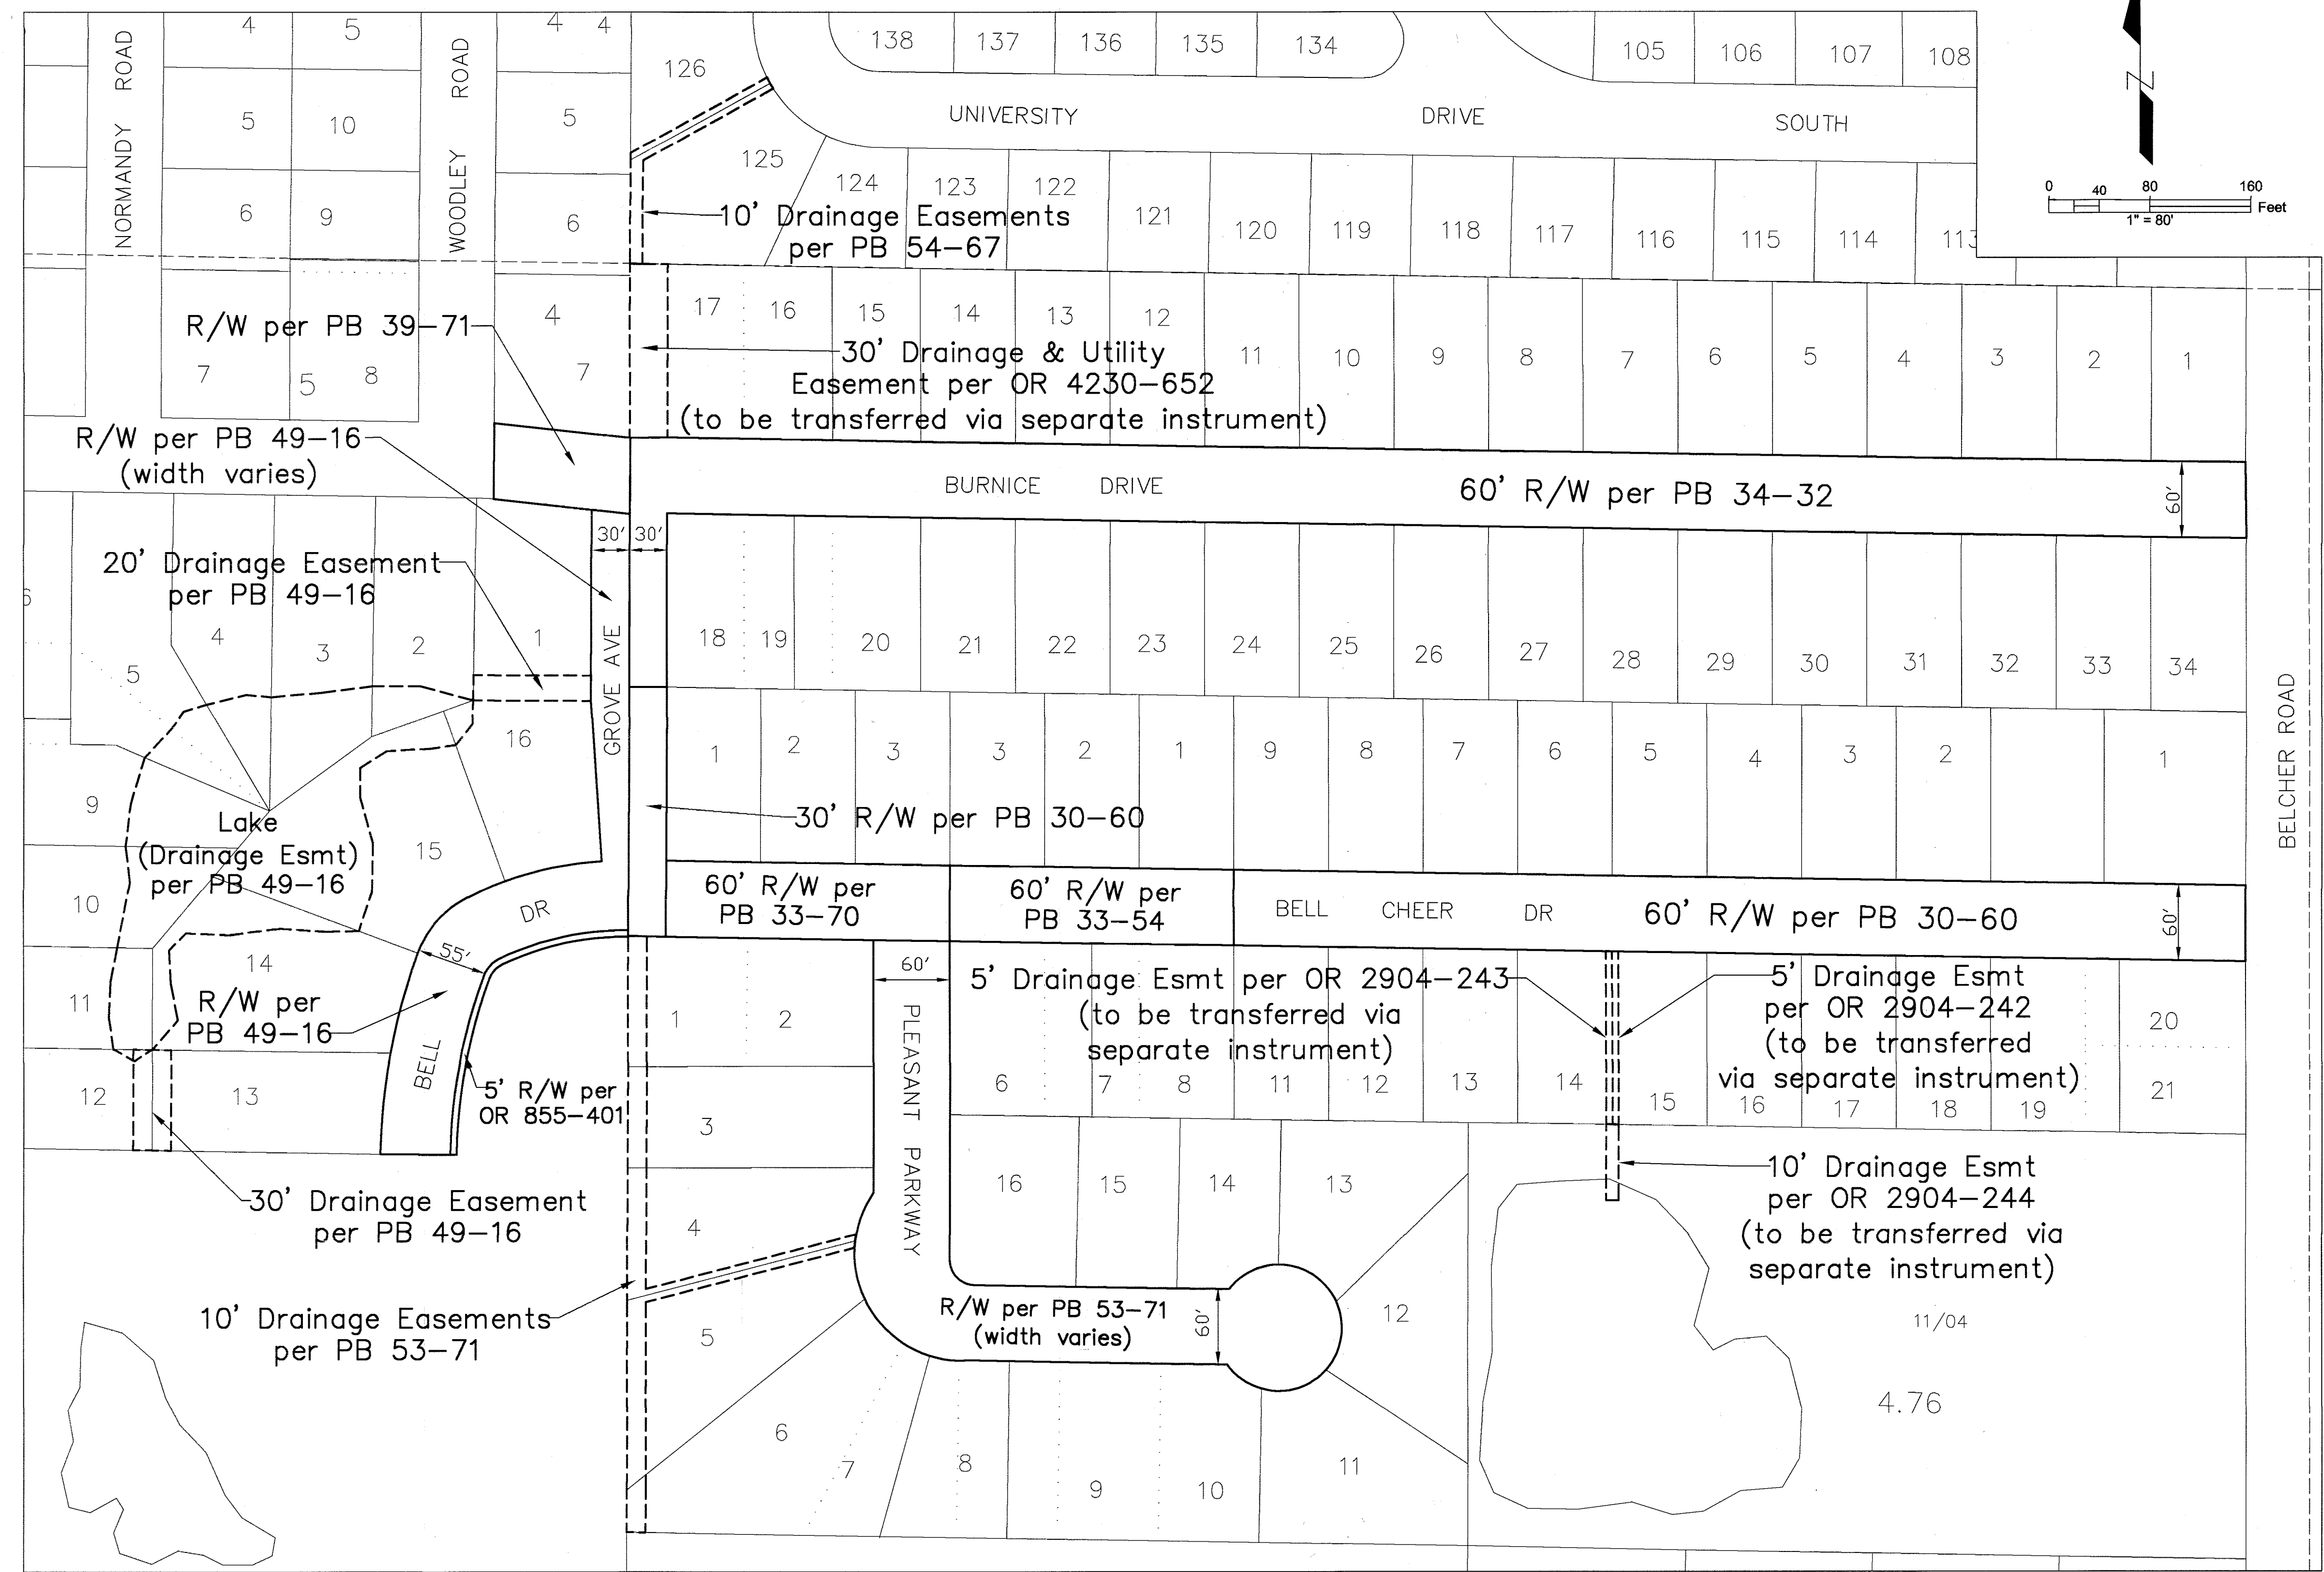 4 5 4 4
138 137 136 135 134
105 106 107 108
126
NORMANDY ROAD
WOODLEY ROAD
5 10 5
125
UNIVERSITY DRIVE SOUTH
N
0 40 80 160
Feet
1" = 80'
6 9 6
124 123 122 121 120 119 118 117 116 115 114 113
10' Drainage Easements
per PB 54-67
R/W per PB 39-71
4
7 5 8 7
17 16 15 14 13 12 11 10 9 8 7 6 5 4 3 2 1
30' Drainage & Utility
Easement per OR 4230-652
(to be transferred via separate instrument)
R/W per PB 49-16
(width varies)
BURNICE DRIVE
60' R/W per PB 34-32
60'
30' 30'
20' Drainage Easement
per PB 49-16
6 5 4 3 2 1
GROVE AVE
18 19 20 21 22 23 24 25 26 27 28 29 30 31 32 33 34
BELCHER ROAD
16
1 2 3 3 2 1 9 8 7 6 5 4 3 2 1
9
Lake
(Drainage Esmt)
per PB 49-16
15
30' R/W per PB 30-60
10
DR
60' R/W per
PB 33-70
60' R/W per
PB 33-54
BELL CHEER DR
60' R/W per PB 30-60
60'
55'
14
11
R/W per
PB 49-16
BELL
1 2
60'
PLEASANT PARKWAY
5' Drainage Esmt per OR 2904-243
(to be transferred via
separate instrument)
5' Drainage Esmt
per OR 2904-242
(to be transferred
via separate instrument)
20
12 13
5' R/W per
OR 855-401
3
6 7 8 11 12 13 14 15 16 17 18 19 21
30' Drainage Easement
per PB 49-16
4
16 15 14 13
10' Drainage Esmt
per OR 2904-244
(to be transferred via
separate instrument)
10' Drainage Easements
per PB 53-71
5
R/W per PB 53-71
(width varies)
60'
12
11/04
4.76
6 7 8 9 10 11